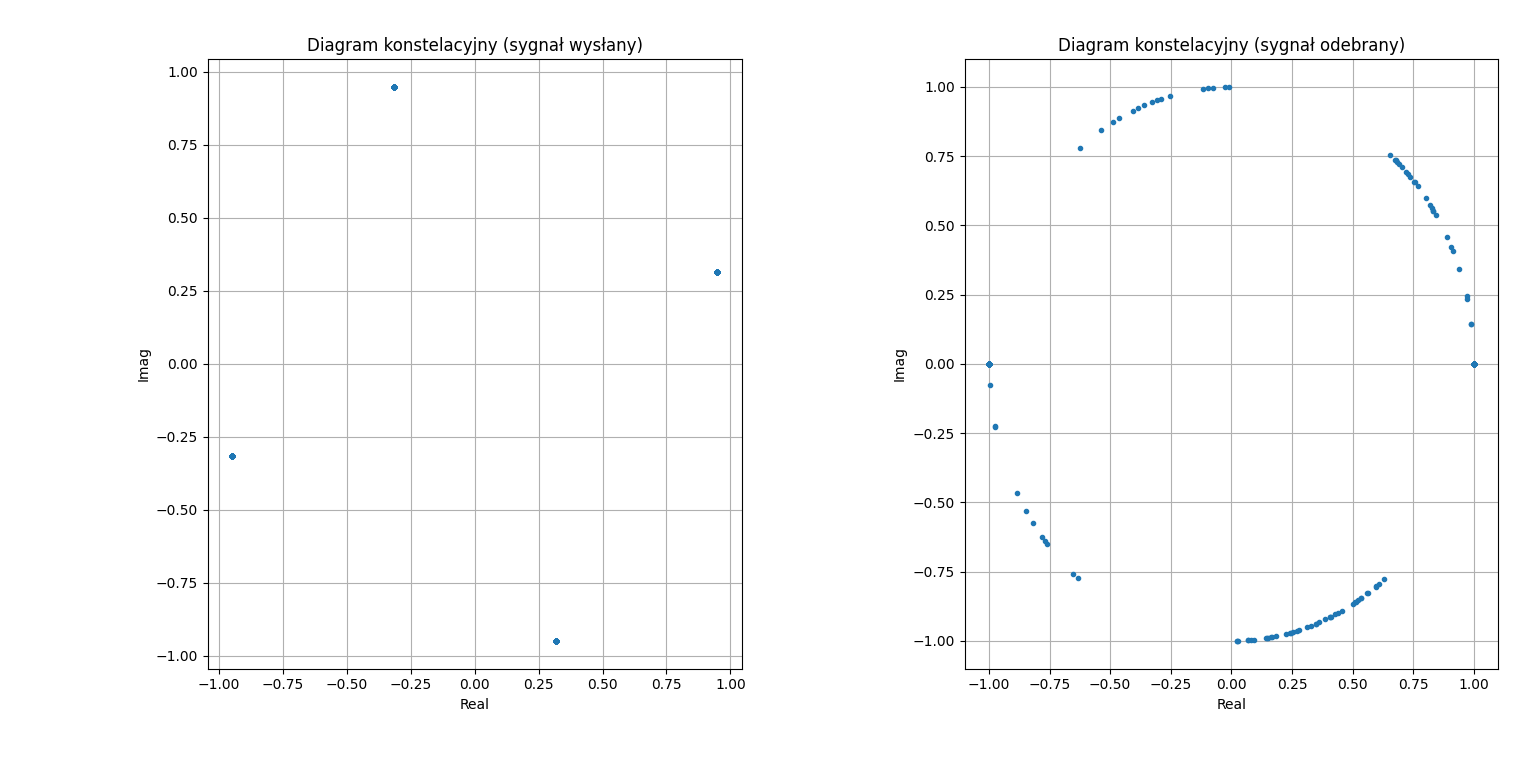 Diagram konstelacyjny (sygnał wysłany)
1.00
0.75
0.50
0.25
0.00
−0.25
−0.50
−0.75
−1.00
Imag
−1.00 −0.75 −0.50 −0.25 0.00 0.25 0.50 0.75 1.00
Real
Diagram konstelacyjny (sygnał odebrany)
1.00
0.75
0.50
0.25
0.00
−0.25
−0.50
−0.75
−1.00
Imag
−1.00 −0.75 −0.50 −0.25 0.00 0.25 0.50 0.75 1.00
Real